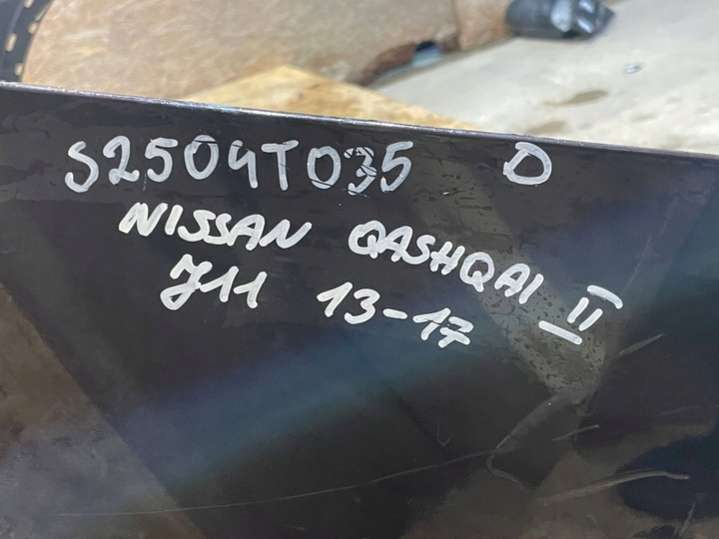 S2504T035 D
NISSAN QASHQAI II
J11 13-17